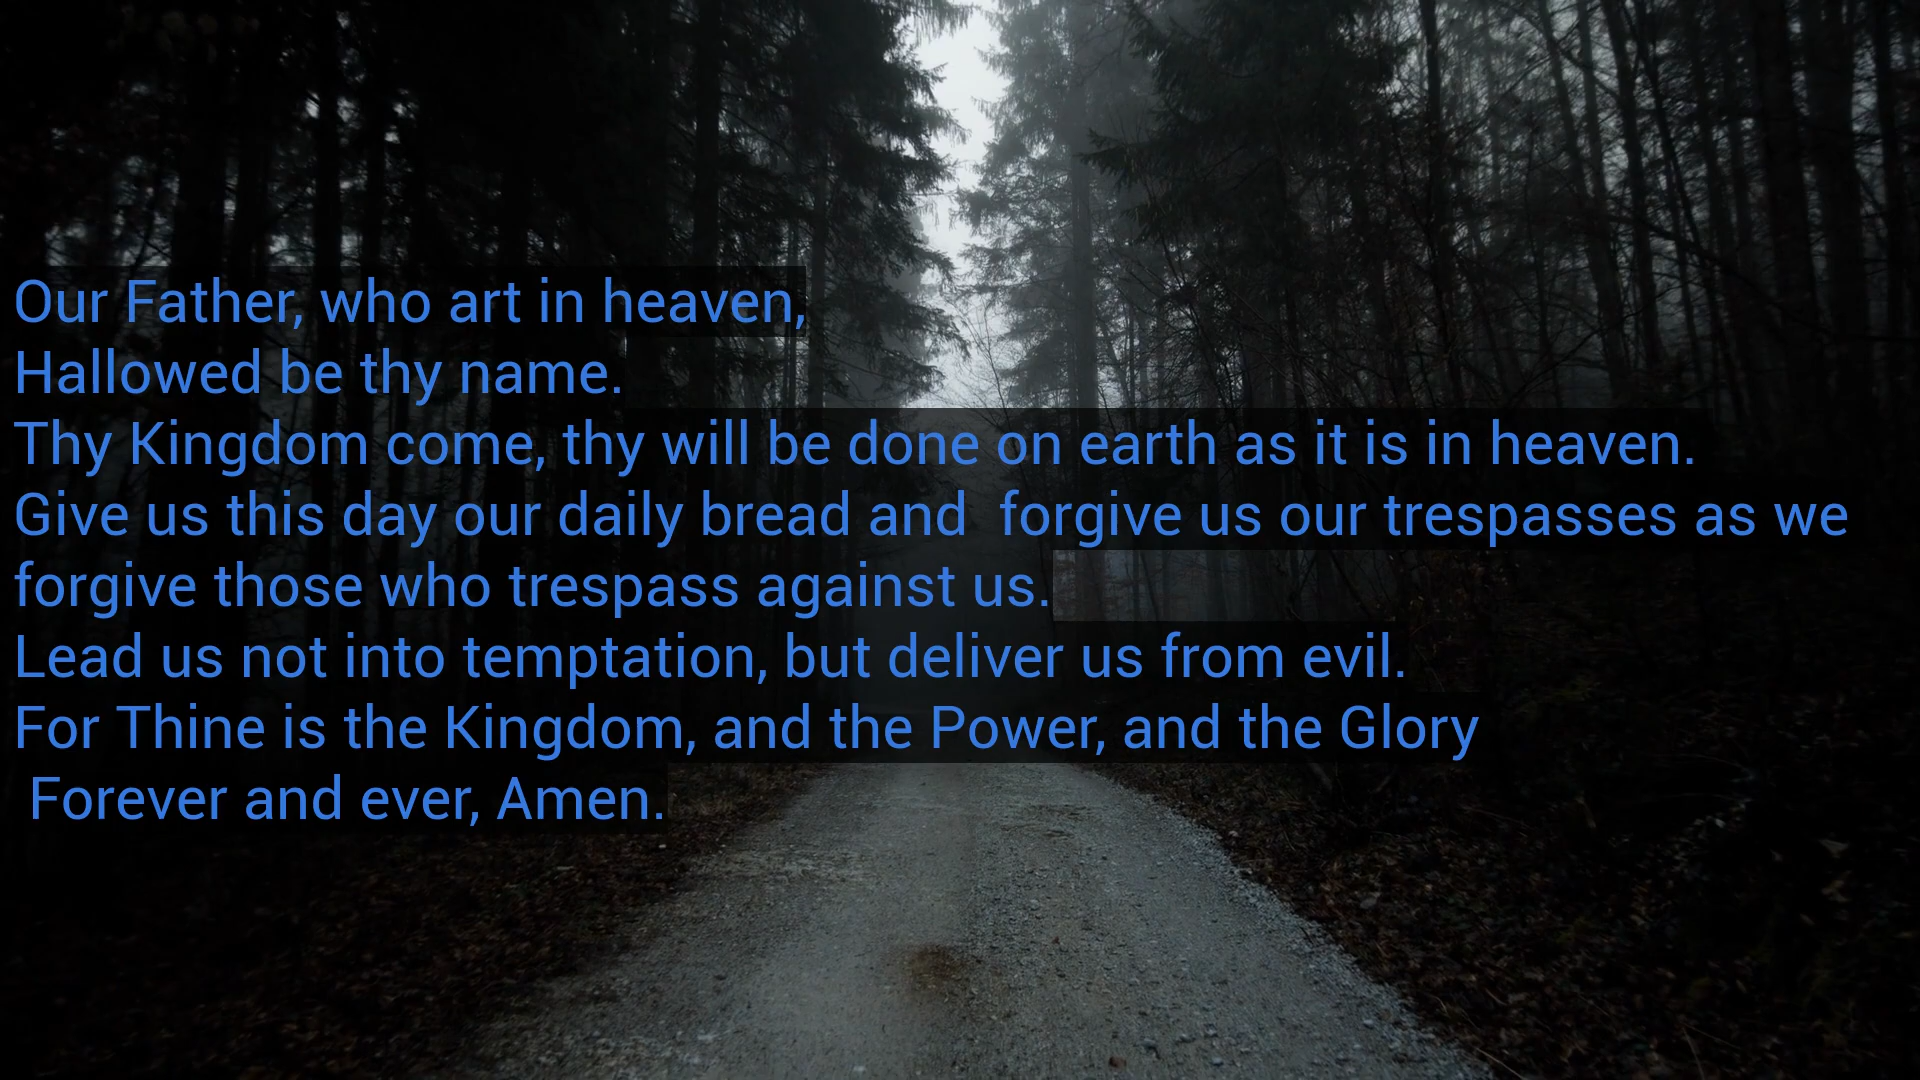 Our Father, who art in heaven,
Hallowed be thy name.
Thy Kingdom come, thy will be done on earth as it is in heaven.
Give us this day our daily bread and  forgive us our trespasses as we
forgive those who trespass against us.
Lead us not into temptation, but deliver us from evil.
For Thine is the Kingdom, and the Power, and the Glory
 Forever and ever, Amen.